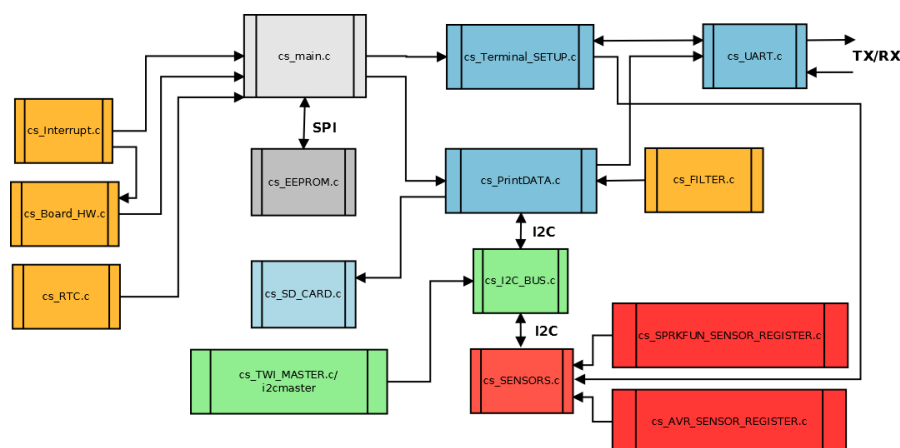 cs_main.c
cs_Terminal_SETUP.c
cs_UART.c
TX/RX
cs_Interrupt.c
SPI
cs_EEPROM.c
cs_PrintDATA.c
cs_FILTER.c
cs_Board_HW.c
I2C
cs_RTC.c
cs_SD_CARD.c
cs_I2C_BUS.c
I2C
cs_SPRKFUN_SENSOR_REGISTER.c
cs_TWI_MASTER.c/
i2cmaster
cs_SENSORS.c
cs_AVR_SENSOR_REGISTER.c